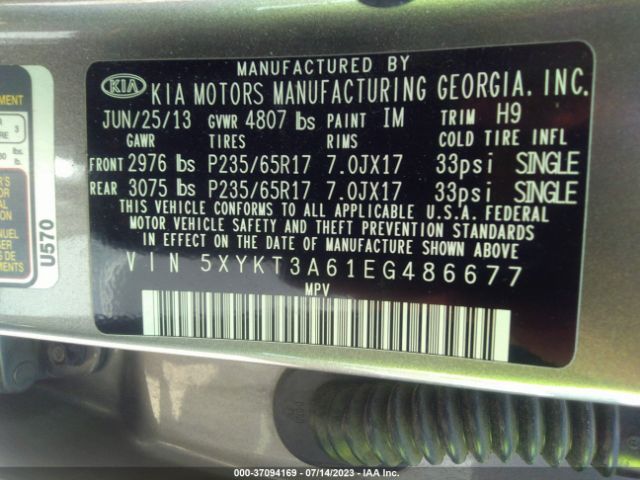 MANUFACTURED BY
KIA KIA MOTORS MANUFACTURING GEORGIA. INC.
JUN/25/13 GVWR 4807 lbs PAINT IM TRIM H9
GAWR TIRES RIMS COLD TIRE INFL
FRONT 2976 lbs P235/65R17 7.0JX17 33psi SINGLE
REAR 3075 lbs P235/65R17 7.0JX17 33psi SINGLE
THIS VEHICLE CONFORMS TO ALL APPLICABLE U.S.A. FEDERAL
MOTOR VEHICLE SAFETY AND THEFT PREVENTION STANDARDS
IN EFFECT ON THE DATE OF MANUFACTURE SHOWN ABOVE.
VIN 5XYKT3A61EG486677
MPV
U570
3
lbs.
000-37094169 - 07/14/2023 - IAA Inc.